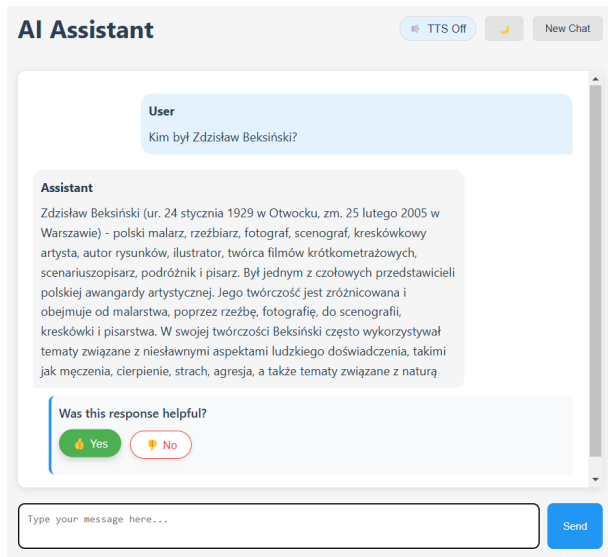 AI Assistant
TTS Off
New Chat
User
Kim był Zdzisław Beksiński?
Assistant
Zdzisław Beksiński (ur. 24 stycznia 1929 w Otwocku, zm. 25 lutego 2005 w
Warszawie) - polski malarz, rzeźbiarz, fotograf, scenograf, kreskówkowy
artysta, autor rysunków, ilustrator, twórca filmów krótkometrażowych,
scenariuszopisarz, podróżnik i pisarz. Był jednym z czołowych przedstawicieli
polskiej awangardy artystycznej. Jego twórczość jest zróżnicowana i
obejmuje od malarstwa, poprzez rzeźbę, fotografię, do scenografii,
kreskówki i pisarstwa. W swojej twórczości Beksiński często wykorzystywał
tematy związane z niesławnymi aspektami ludzkiego doświadczenia, takimi
jak męczenia, cierpienie, strach, agresja, a także tematy związane z naturą
Was this response helpful?
👍 Yes
👎 No
Type your message here...
Send